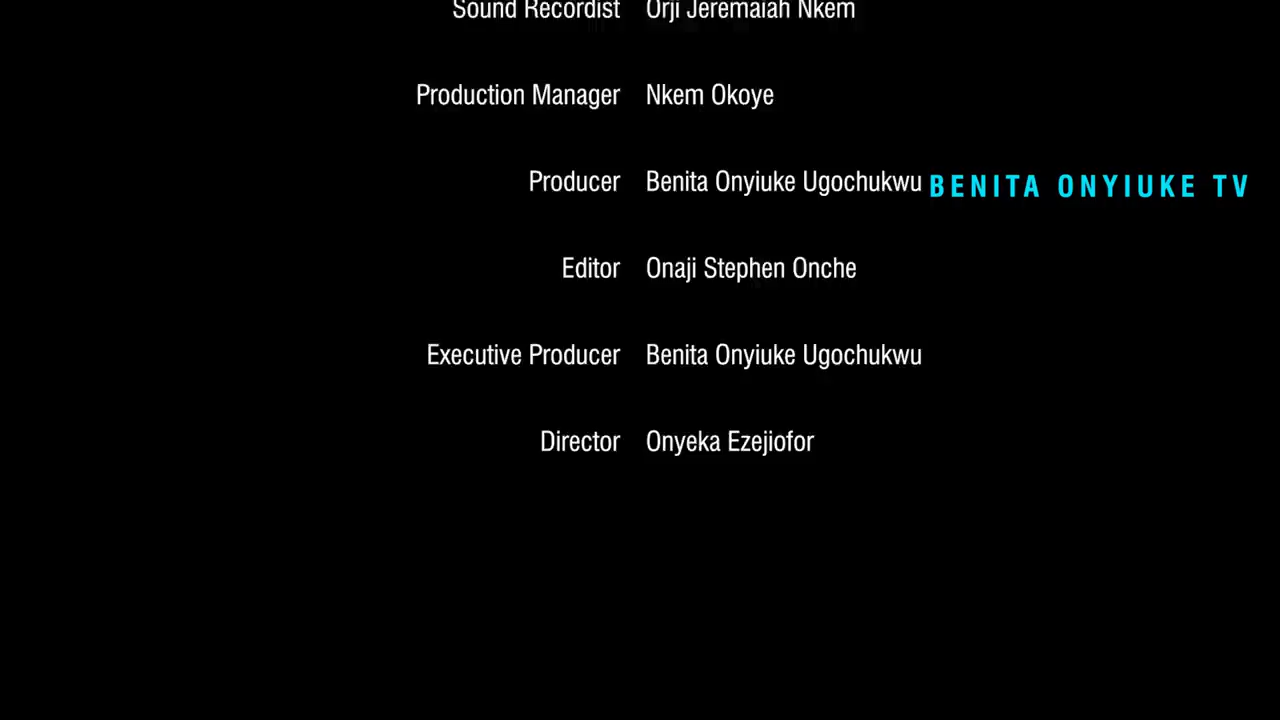 Sound Recordist Orji Jeremaiah Nkem
Production Manager Nkem Okoye
Producer Benita Onyiuke Ugochukwu BENITA ONYIUKE TV
Editor Onaji Stephen Onche
Executive Producer Benita Onyiuke Ugochukwu
Director Onyeka Ezejiofor